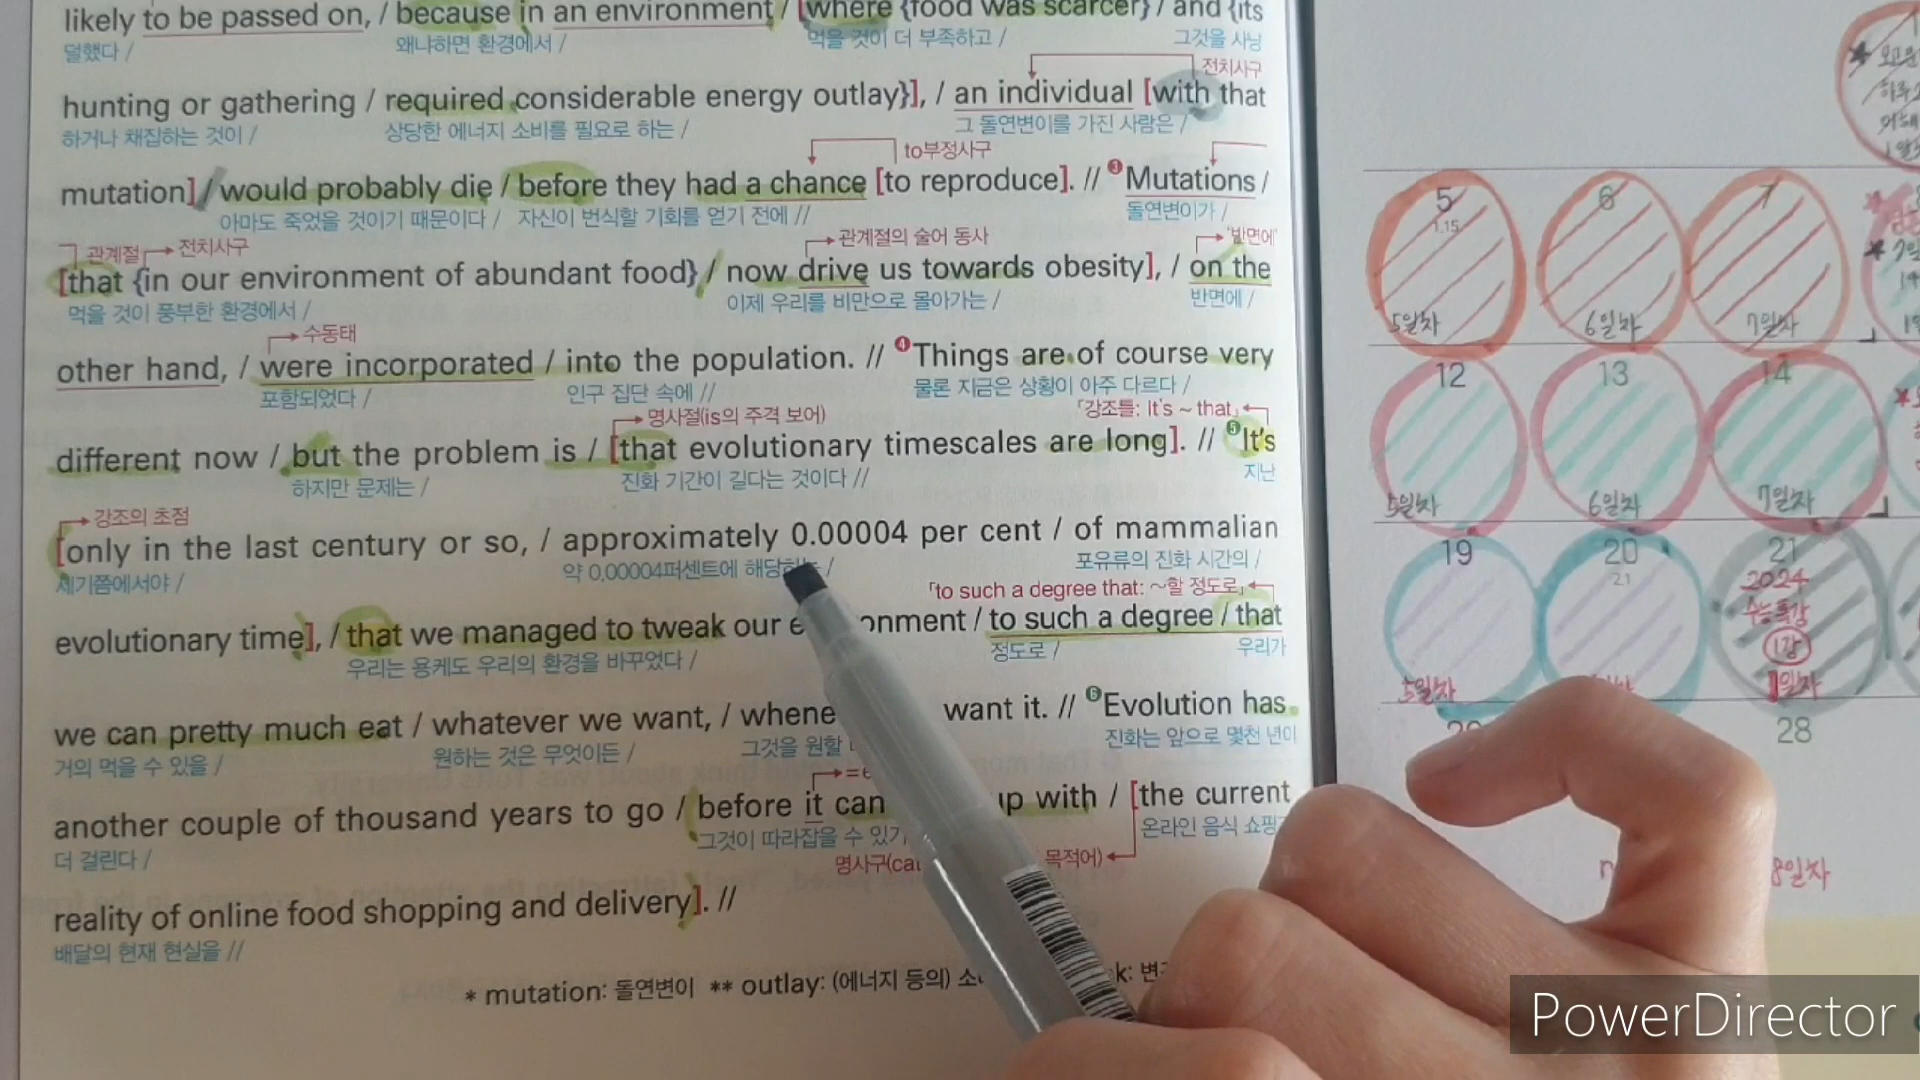 likely to be passed on, / because in an environment / [where {food was scarcer} / and {its
덜했다 / 왜냐하면 환경에서 / 먹을 것이 더 부족하고 / 그것을 사냥
전치사구
hunting or gathering / required considerable energy outlay}], / an individual [with that
하거나 채집하는 것이 / 상당한 에너지 소비를 필요로 하는 / 그 돌연변이를 가진 사람은 /
to부정사구
mutation] / would probably die / before they had a chance [to reproduce]. // ❸Mutations /
아마도 죽었을 것이기 때문이다 / 자신이 번식할 기회를 얻기 전에 // 돌연변이가 /
관계절 전치사구 관계절의 술어 동사 '반면에'
[that {in our environment of abundant food} / now drive us towards obesity], / on the
먹을 것이 풍부한 환경에서 / 이제 우리를 비만으로 몰아가는 / 반면에 /
수동태
other hand, / were incorporated / into the population. // ❹Things are of course very
포함되었다 / 인구 집단 속에 // 물론 지금은 상황이 아주 다르다 /
명사절(is의 주격 보어) 「강조틀: It's ~ that」
different now / but the problem is / [that evolutionary timescales are long]. // ❺It's
하지만 문제는 / 진화 기간이 길다는 것이다 // 지난
강조의 초점
[only in the last century or so, / approximately 0.00004 per cent / of mammalian
세기쯤에서야 / 약 0.00004퍼센트에 / 포유류의 진화 시간의 /
「to such a degree that: ~할 정도로」
evolutionary time], / that we managed to tweak our / to such a degree / that
우리는 용케도 우리의 환경을 바꾸었다 / 정도로 / 우리가
we can pretty much eat / whatever we want, / want it. // ❻Evolution has
거의 먹을 수 있을 / 원하는 것은 무엇이든 / 그것을 원할 진화는 앞으로 몇천 년이
another couple of thousand years to go / before it can up with / [the current
더 걸린다 / 그것이 따라잡을 수 있기 온라인 음식 쇼핑
목적어)
reality of online food shopping and delivery]. //
배달의 현재 현실을 //
* mutation: 돌연변이 ** outlay: (에너지 등의)
5 6 7
1.15
5일차 6일차 7일차
12 13 14
5일차 6일차 7일차
19 20 21
2.1
2024
수능특강
1강
5일차 1일차
28
8일차
PowerDirector